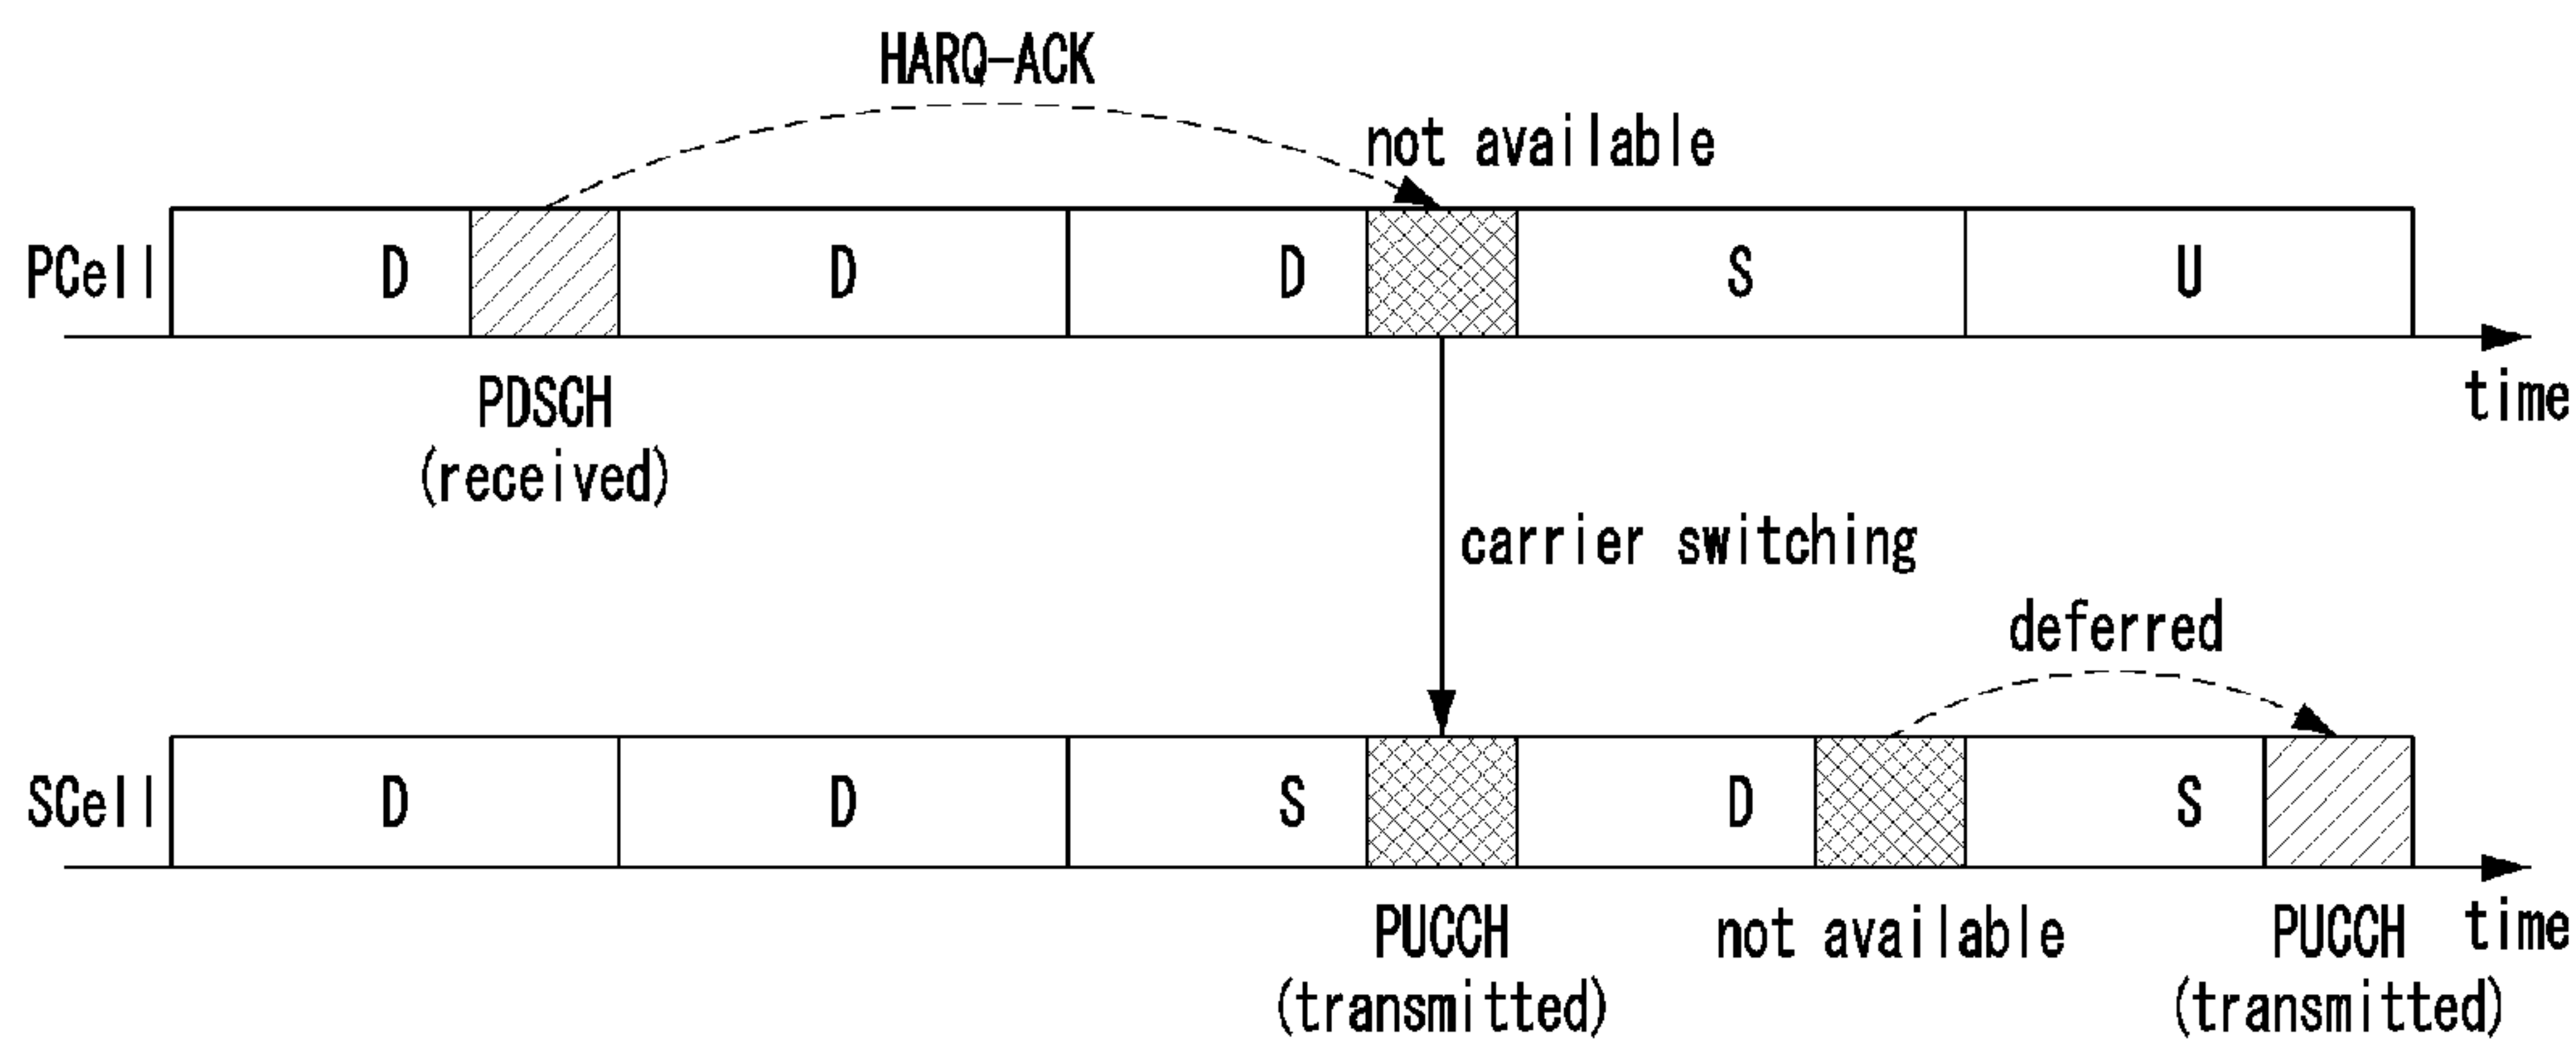 HARQ-ACK
not available
PCell D D D S U
PDSCH
(received)
time
carrier switching
deferred
SCell D D S D S
PUCCH not available PUCCH time
(transmitted) (transmitted)